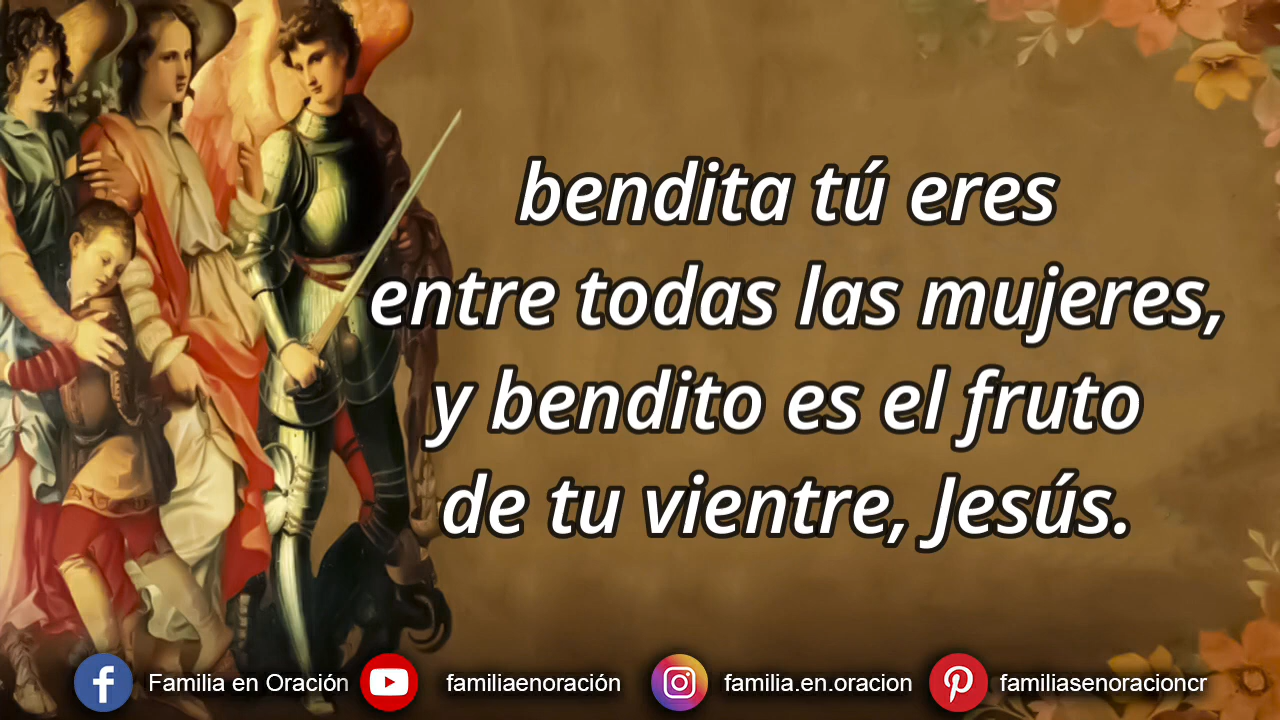 bendita tú eres
entre todas las mujeres,
y bendito es el fruto
de tu vientre, Jesús.
Familia en Oración
familiaenoración
familia.en.oracion
familiasenoracioncr